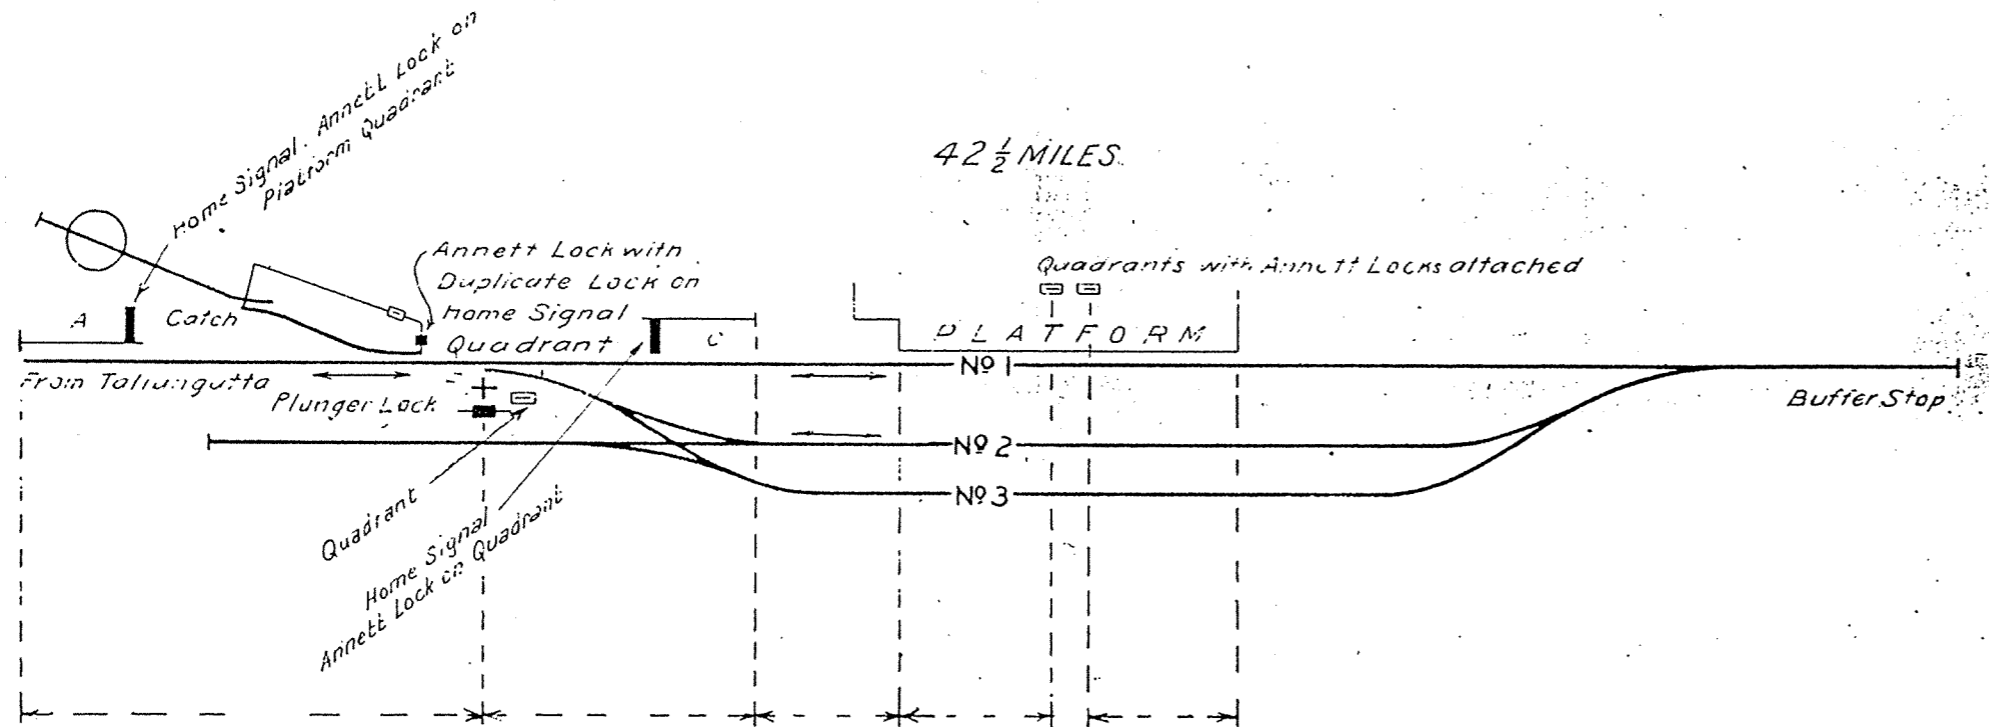 Home Signal. Annett Lock on
Platform Quadrant
42 ½ MILES.
Annett Lock with
Duplicate Lock on
Home Signal
Quadrant
Quadrants with Annett Locks attached
A
Catch
C
PLATFORM
Nº 1
From Tallangatta
Plunger Lock
Buffer Stop
Nº 2
Nº 3
Quadrant
Home Signal
Annett Lock on Quadrant